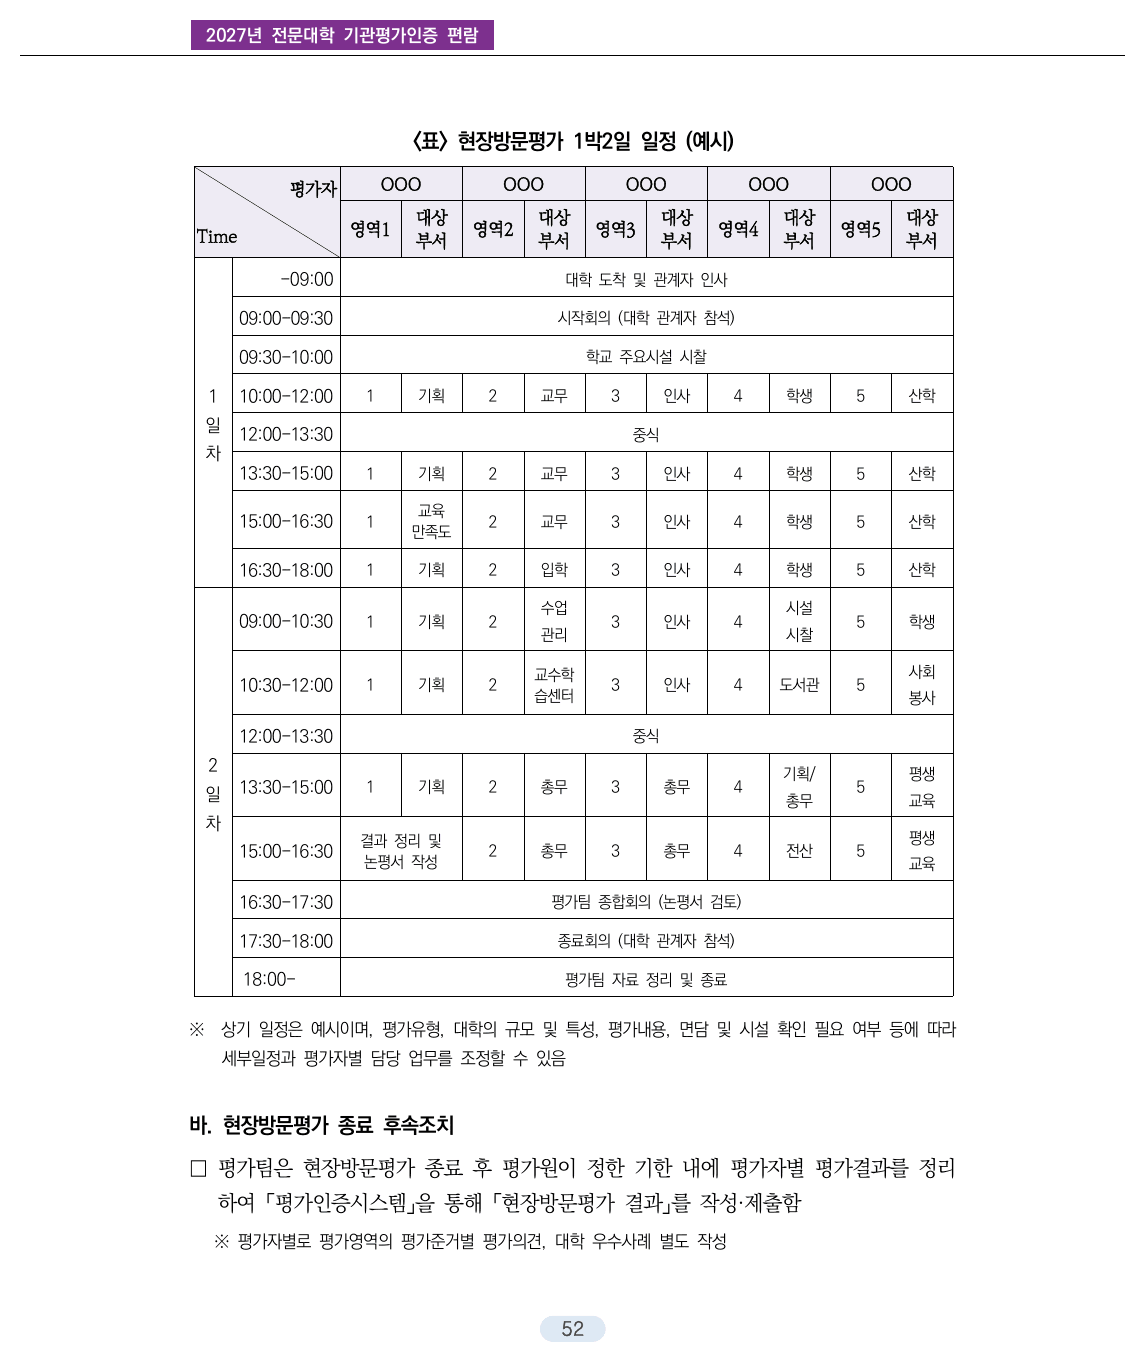 2027년 전문대학 기관평가인증 편람
〈표〉 현장방문평가 1박2일 일정 (예시)
평가자 OOO OOO OOO OOO OOO
Time 영역1 대상 부서 영역2 대상 부서 영역3 대상 부서 영역4 대상 부서 영역5 대상 부서
1일차
-09:00 대학 도착 및 관계자 인사
09:00-09:30 시작회의 (대학 관계자 참석)
09:30-10:00 학교 주요시설 시찰
10:00-12:00 1 기획 2 교무 3 인사 4 학생 5 산학
12:00-13:30 중식
13:30-15:00 1 기획 2 교무 3 인사 4 학생 5 산학
15:00-16:30 1 교육 만족도 2 교무 3 인사 4 학생 5 산학
16:30-18:00 1 기획 2 입학 3 인사 4 학생 5 산학
2일차
09:00-10:30 1 기획 2 수업 관리 3 인사 4 시설 시찰 5 학생
10:30-12:00 1 기획 2 교수학습센터 3 인사 4 도서관 5 사회 봉사
12:00-13:30 중식
13:30-15:00 1 기획 2 총무 3 총무 4 기획/총무 5 평생 교육
15:00-16:30 결과 정리 및 논평서 작성 2 총무 3 총무 4 전산 5 평생 교육
16:30-17:30 평가팀 종합회의 (논평서 검토)
17:30-18:00 종료회의 (대학 관계자 참석)
18:00- 평가팀 자료 정리 및 종료
※ 상기 일정은 예시이며, 평가유형, 대학의 규모 및 특성, 평가내용, 면담 및 시설 확인 필요 여부 등에 따라
세부일정과 평가자별 담당 업무를 조정할 수 있음
바. 현장방문평가 종료 후속조치
□ 평가팀은 현장방문평가 종료 후 평가원이 정한 기한 내에 평가자별 평가결과를 정리
하여 「평가인증시스템」을 통해 「현장방문평가 결과」를 작성·제출함
※ 평가자별로 평가영역의 평가준거별 평가의견, 대학 우수사례 별도 작성
52